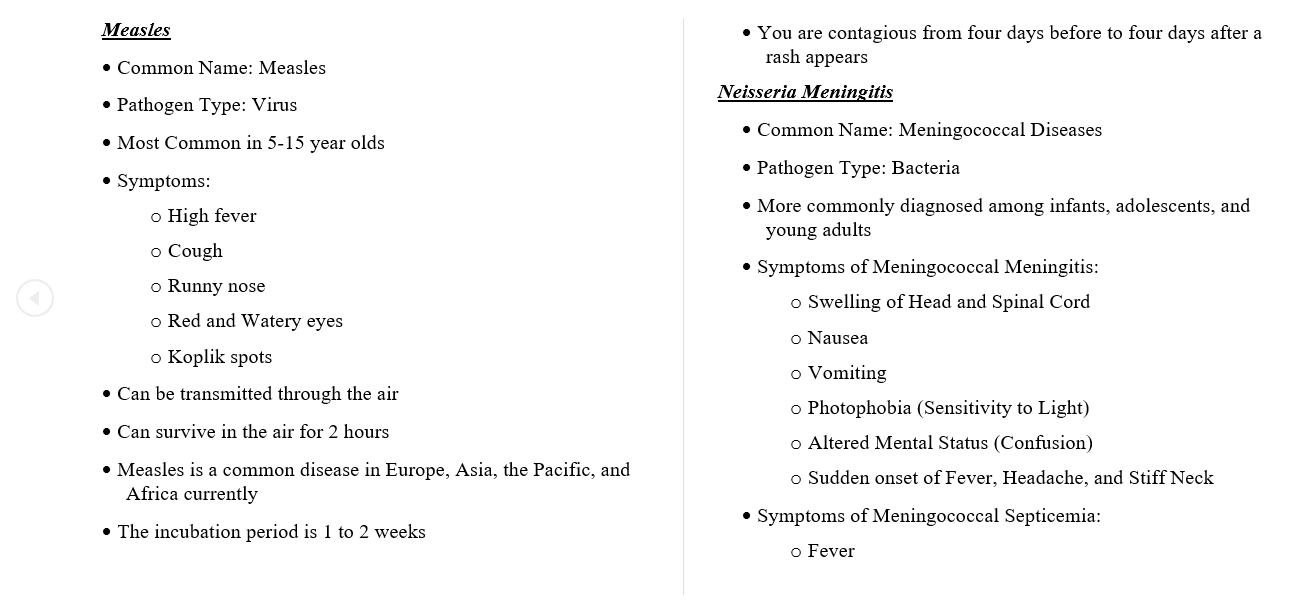 Measles
• Common Name: Measles
• Pathogen Type: Virus
• Most Common in 5-15 year olds
• Symptoms:
o High fever
o Cough
o Runny nose
o Red and Watery eyes
o Koplik spots
• Can be transmitted through the air
• Can survive in the air for 2 hours
• Measles is a common disease in Europe, Asia, the Pacific, and
Africa currently
• The incubation period is 1 to 2 weeks
• You are contagious from four days before to four days after a
rash appears
Neisseria Meningitis
• Common Name: Meningococcal Diseases
• Pathogen Type: Bacteria
• More commonly diagnosed among infants, adolescents, and
young adults
• Symptoms of Meningococcal Meningitis:
o Swelling of Head and Spinal Cord
o Nausea
o Vomiting
o Photophobia (Sensitivity to Light)
o Altered Mental Status (Confusion)
o Sudden onset of Fever, Headache, and Stiff Neck
• Symptoms of Meningococcal Septicemia:
o Fever